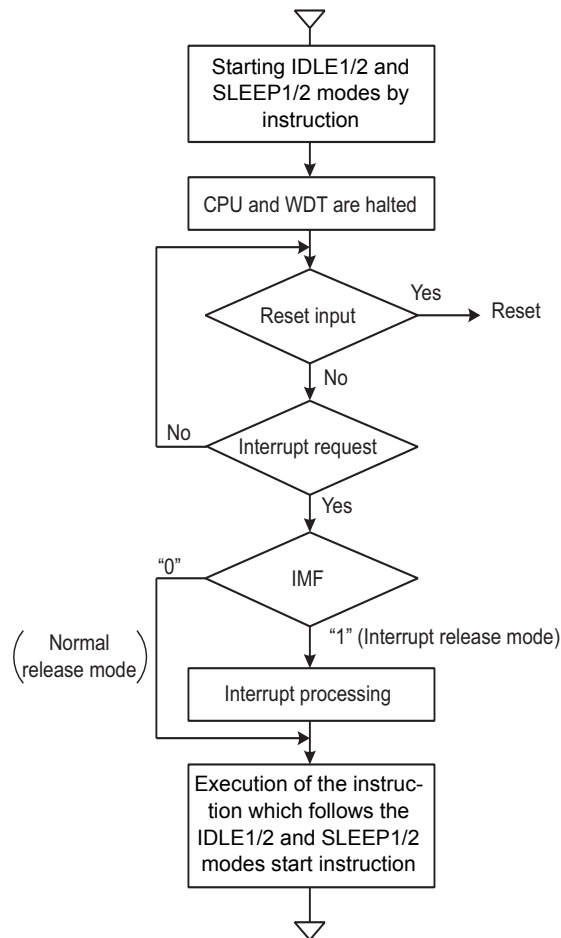 Starting IDLE1/2 and
SLEEP1/2 modes by
instruction
CPU and WDT are halted
Reset input
Yes
Reset
No
Interrupt request
No
Yes
IMF
“0”
“1” (Interrupt release mode)
Normal
release mode
Interrupt processing
Execution of the instruc-
tion which follows the
IDLE1/2 and SLEEP1/2
modes start instruction